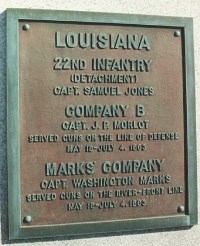 LOUISIANA
22ND INFANTRY
(DETACHMENT)
CAPT. SAMUEL JONES
COMPANY B
CAPT. J. P. MORLOT
SERVED GUNS ON THE LINE OF DEFENSE
MAY 18-JULY 4, 1863.
MARKS' COMPANY
CAPT. WASHINGTON MARKS
SERVED GUNS ON THE RIVER-FRONT LINE
MAY 18-JULY 4, 1863.